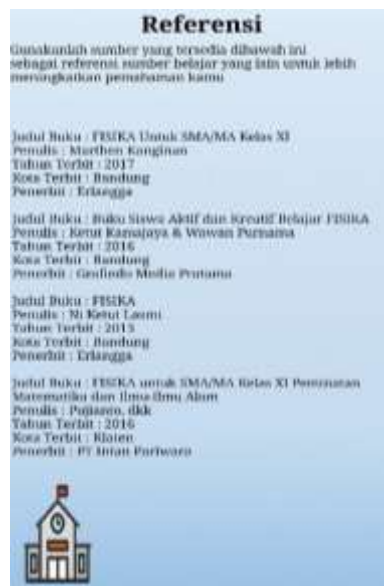 Referensi
Gunakanlah sumber yang tersedia dibawah ini
sebagai referensi sumber belajar yang lain untuk lebih
meningkatkan pemahaman kamu
Judul Buku : FISIKA Untuk SMA/MA Kelas XI
Penulis : Marthen Kanginan
Tahun Terbit : 2017
Kota Terbit : Bandung
Penerbit : Erlangga
Judul Buku : Buku Siswa Aktif dan Kreatif Belajar FISIKA
Penulis : Ketut Kamajaya & Wawan Purnama
Tahun Terbit : 2016
Kota Terbit : Bandung
Penerbit : Grafindo Media Pratama
Judul Buku : FISIKA
Penulis : Ni Ketut Lasmi
Tahun Terbit : 2015
Kota Terbit : Bandung
Penerbit : Erlangga
Judul Buku : FISIKA untuk SMA/MA Kelas XI Peminatan
Matematika dan Ilmu-Ilmu Alam
Penulis : Pujianto, dkk
Tahun Terbit : 2016
Kota Terbit : Klaten
Penerbit : PT Intan Pariwara